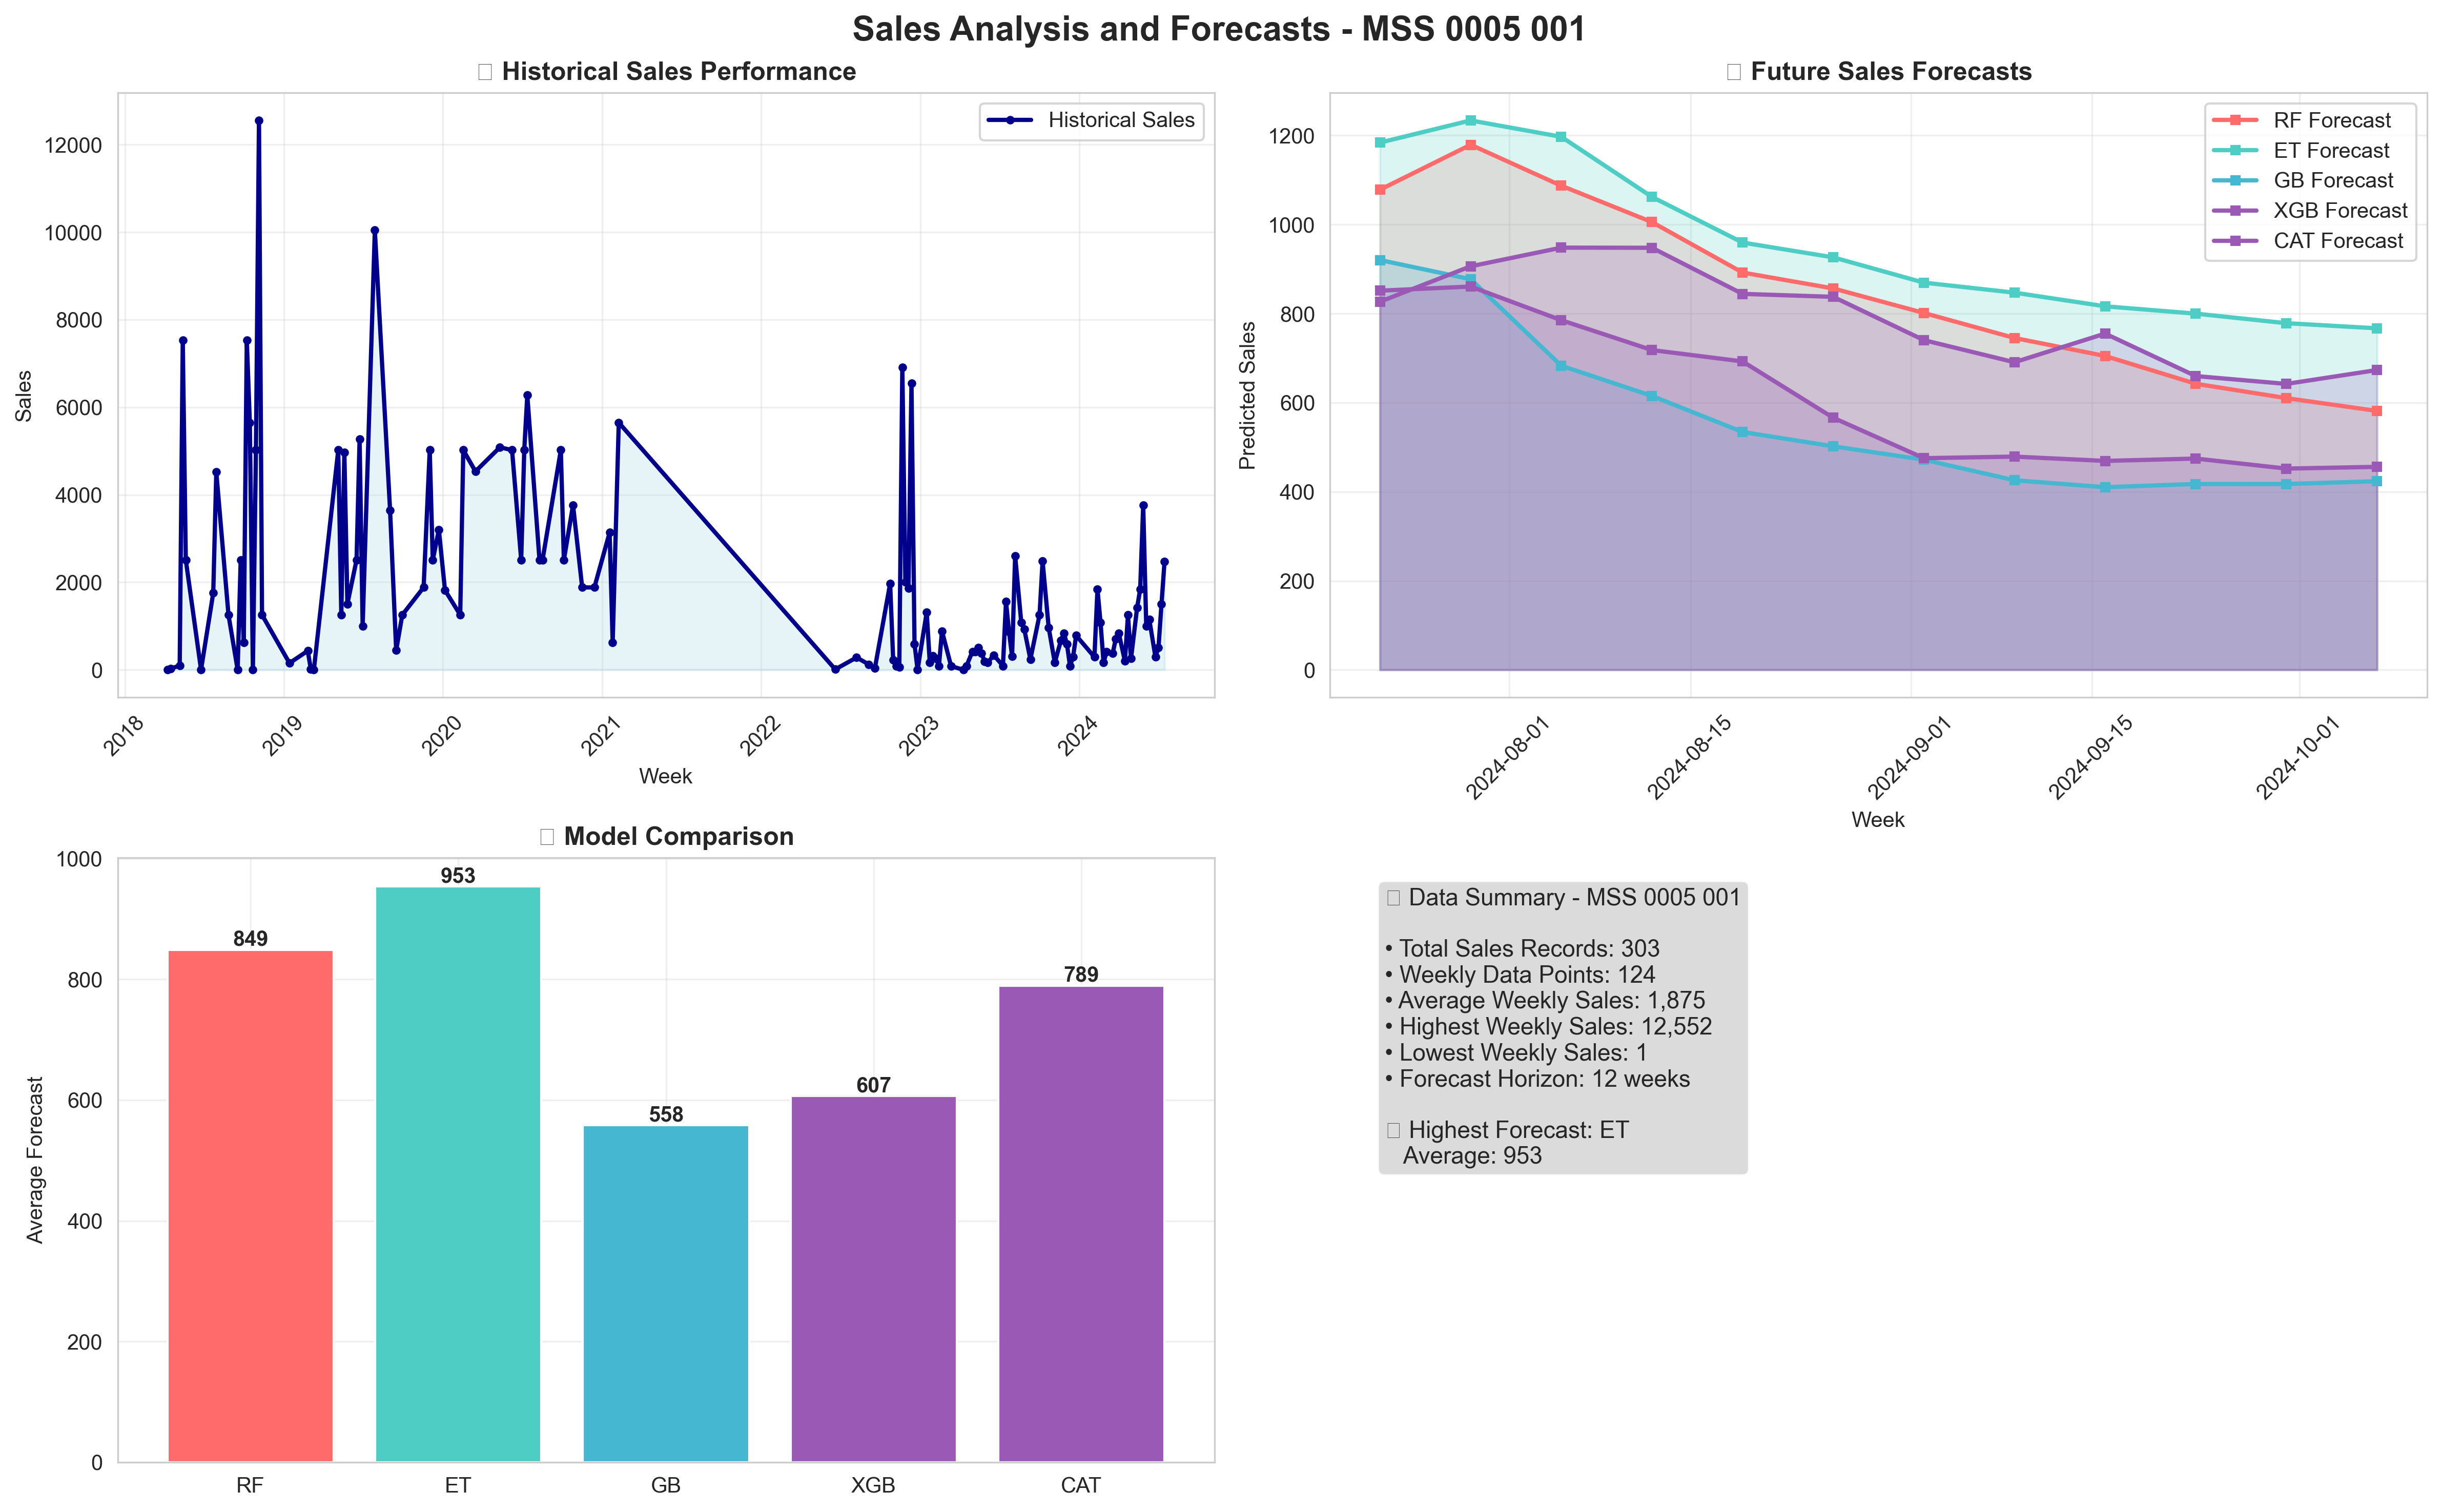 Sales Analysis and Forecasts - MSS 0005 001
Historical Sales Performance
Historical Sales
Sales
12000
10000
8000
6000
4000
2000
0
2018
2019
2020
2021
2022
2023
2024
Week
Future Sales Forecasts
RF Forecast
ET Forecast
GB Forecast
XGB Forecast
CAT Forecast
Predicted Sales
1200
1000
800
600
400
200
0
2024-08-01
2024-08-15
2024-09-01
2024-09-15
2024-10-01
Week
Model Comparison
Average Forecast
1000
800
600
400
200
0
849
953
558
607
789
RF
ET
GB
XGB
CAT
Data Summary - MSS 0005 001
• Total Sales Records: 303
• Weekly Data Points: 124
• Average Weekly Sales: 1,875
• Highest Weekly Sales: 12,552
• Lowest Weekly Sales: 1
• Forecast Horizon: 12 weeks
Highest Forecast: ET
Average: 953